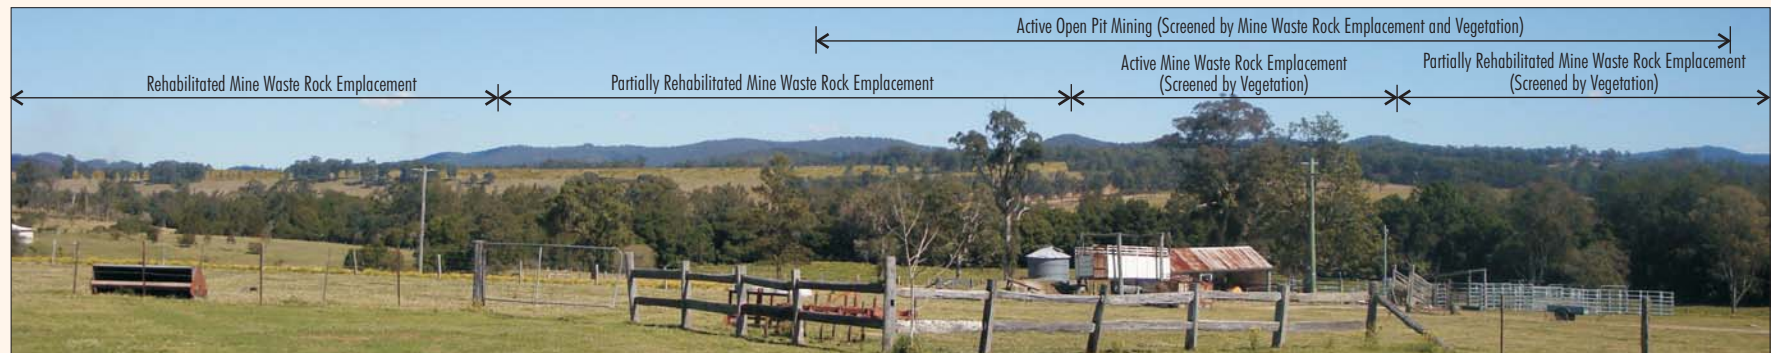 Active Open Pit Mining (Screened by Mine Waste Rock Emplacement and Vegetation)
Rehabilitated Mine Waste Rock Emplacement
Partially Rehabilitated Mine Waste Rock Emplacement
Active Mine Waste Rock Emplacement
(Screened by Vegetation)
Partially Rehabilitated Mine Waste Rock Emplacement
(Screened by Vegetation)